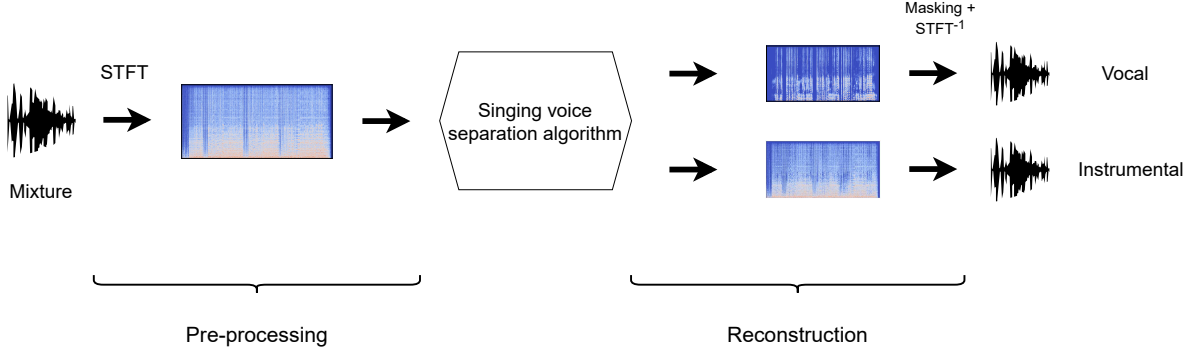 Masking +
STFT-1
STFT
Vocal
Singing voice
separation algorithm
Instrumental
Mixture
Pre-processing
Reconstruction